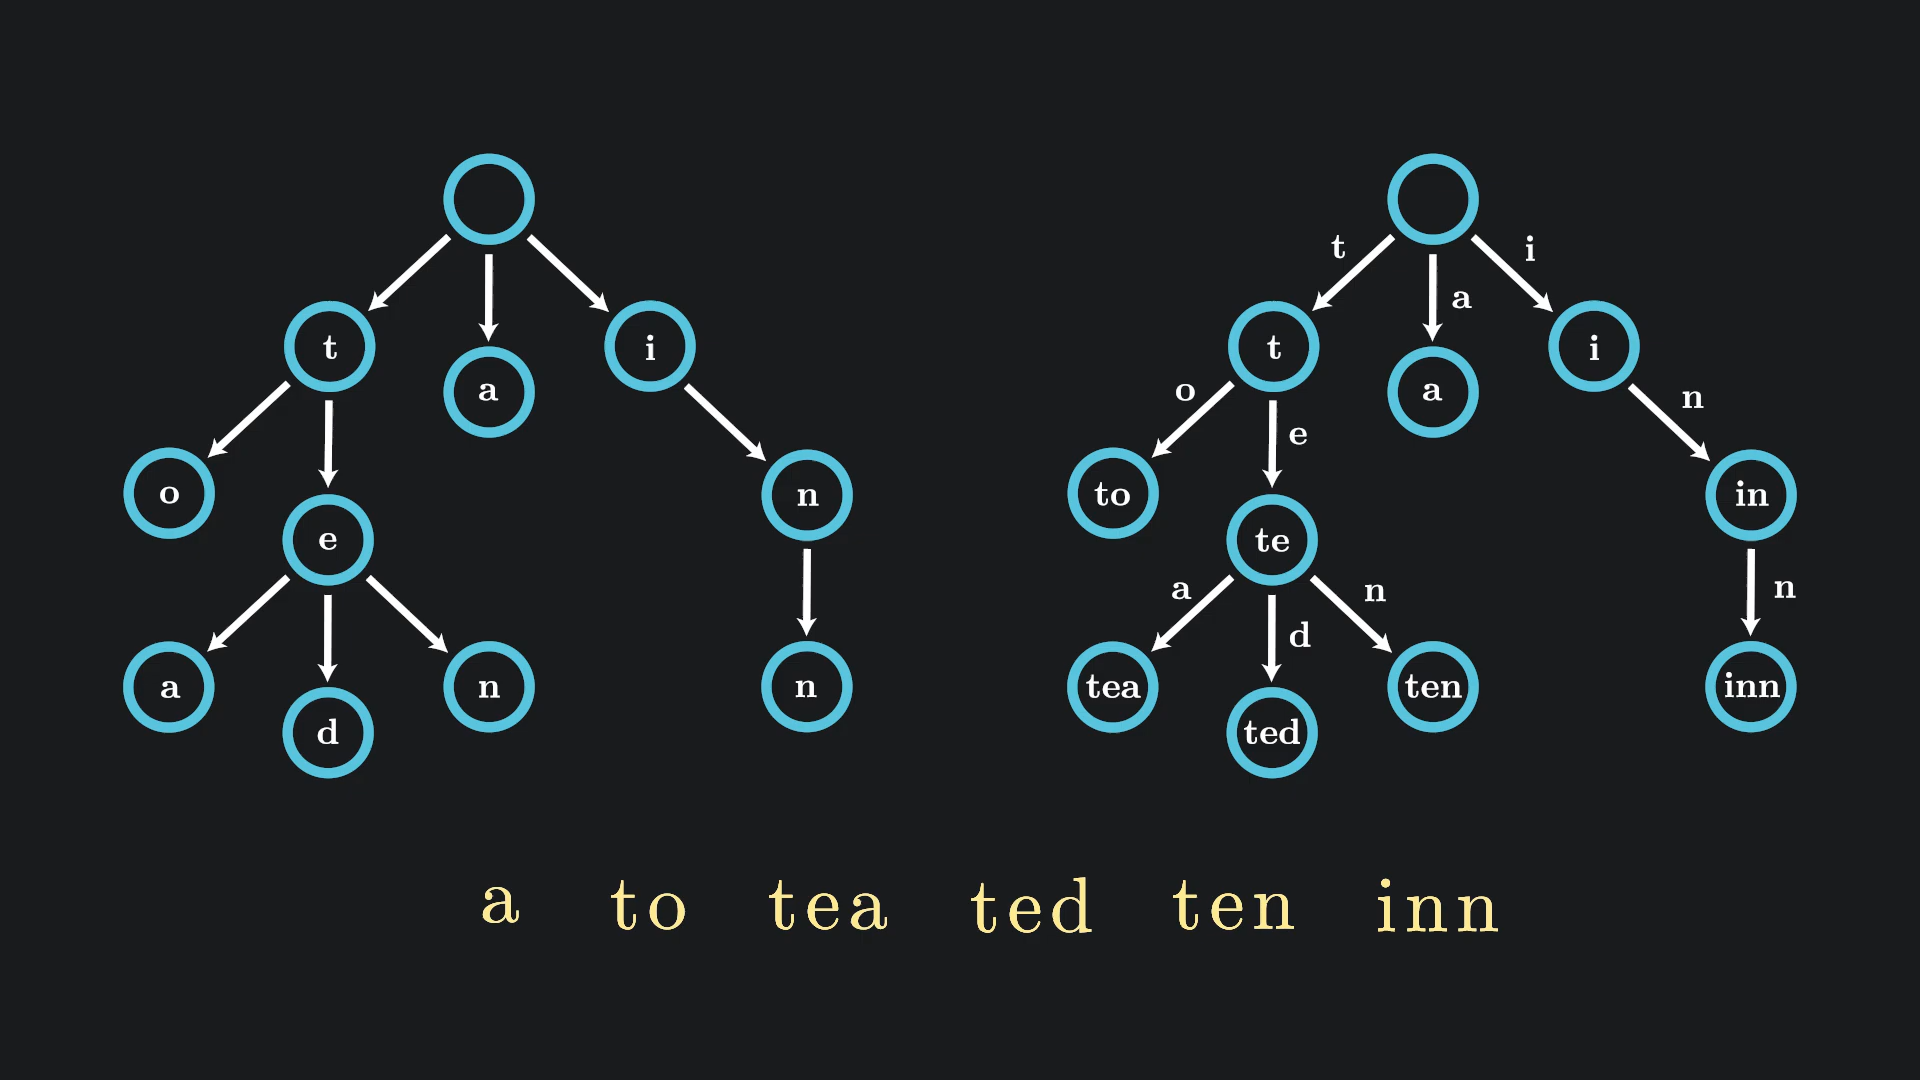 t i
a
t a i t a i
o n
e
o n to in
e te
a n
d n
a n n tea ten inn
d ted
a to tea ted ten inn